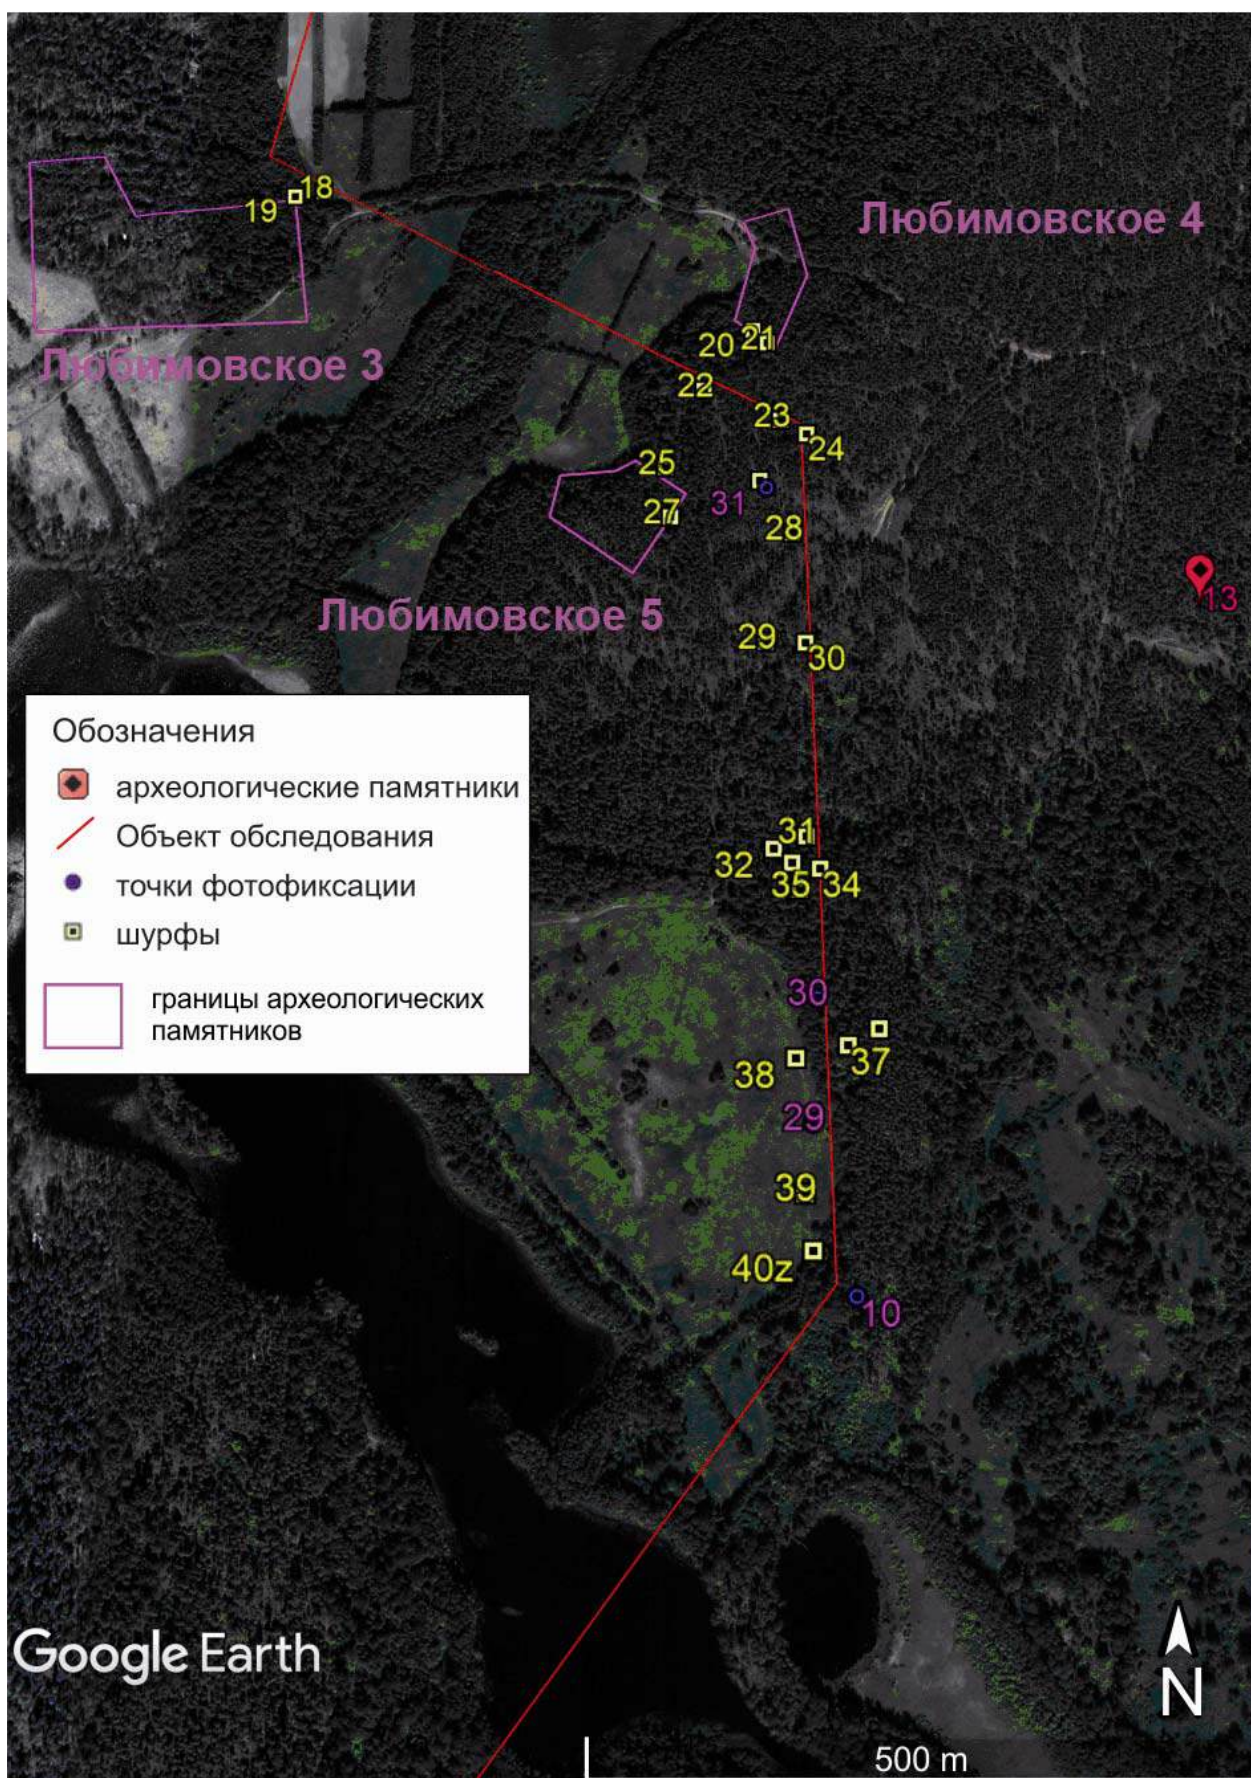 18
19
Любимовское 4
20
21
Любимовское 3
22
23
24
25
31
27
28
13
Любимовское 5
29
30
Обозначения
археологические памятники
Объект обследования
точки фотофиксации
шурфы
границы археологических
памятников
31
32
35
34
30
37
38
29
39
40z
10
Google Earth
N
500 m